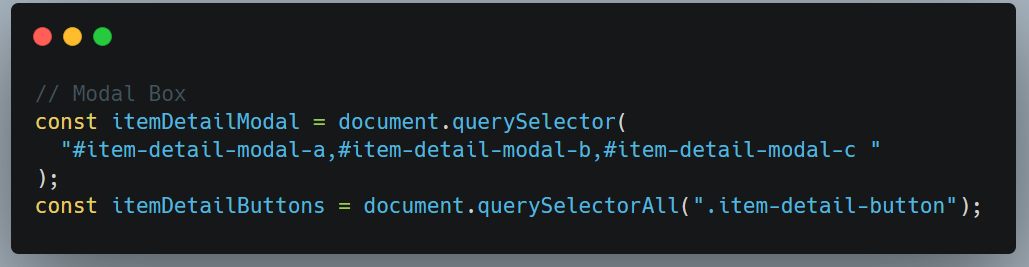 // Modal Box
const itemDetailModal = document.querySelector(
  "#item-detail-modal-a,#item-detail-modal-b,#item-detail-modal-c "
);
const itemDetailButtons = document.querySelectorAll(".item-detail-button");